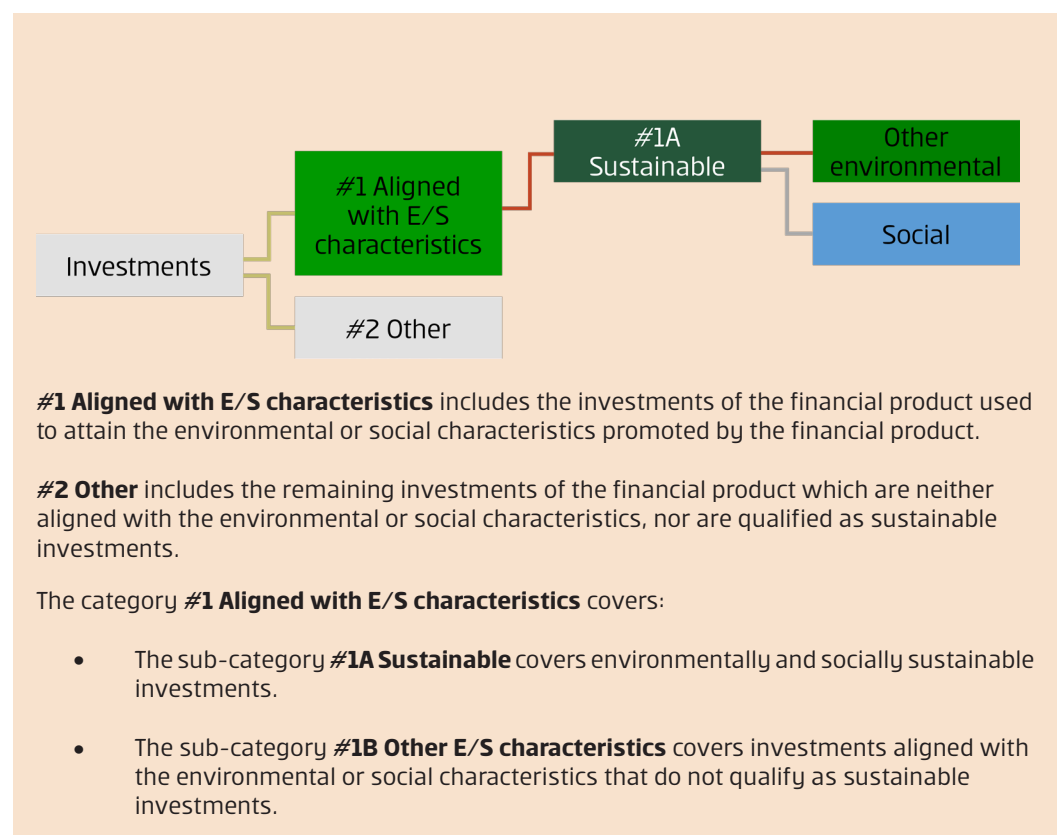 #1A
Sustainable
Other
environmental
#1 Aligned
with E/S
characteristics
Social
Investments
#2 Other
#1 Aligned with E/S characteristics includes the investments of the financial product used
to attain the environmental or social characteristics promoted by the financial product.
#2 Other includes the remaining investments of the financial product which are neither
aligned with the environmental or social characteristics, nor are qualified as sustainable
investments.
The category #1 Aligned with E/S characteristics covers:
• The sub-category #1A Sustainable covers environmentally and socially sustainable
investments.
• The sub-category #1B Other E/S characteristics covers investments aligned with
the environmental or social characteristics that do not qualify as sustainable
investments.